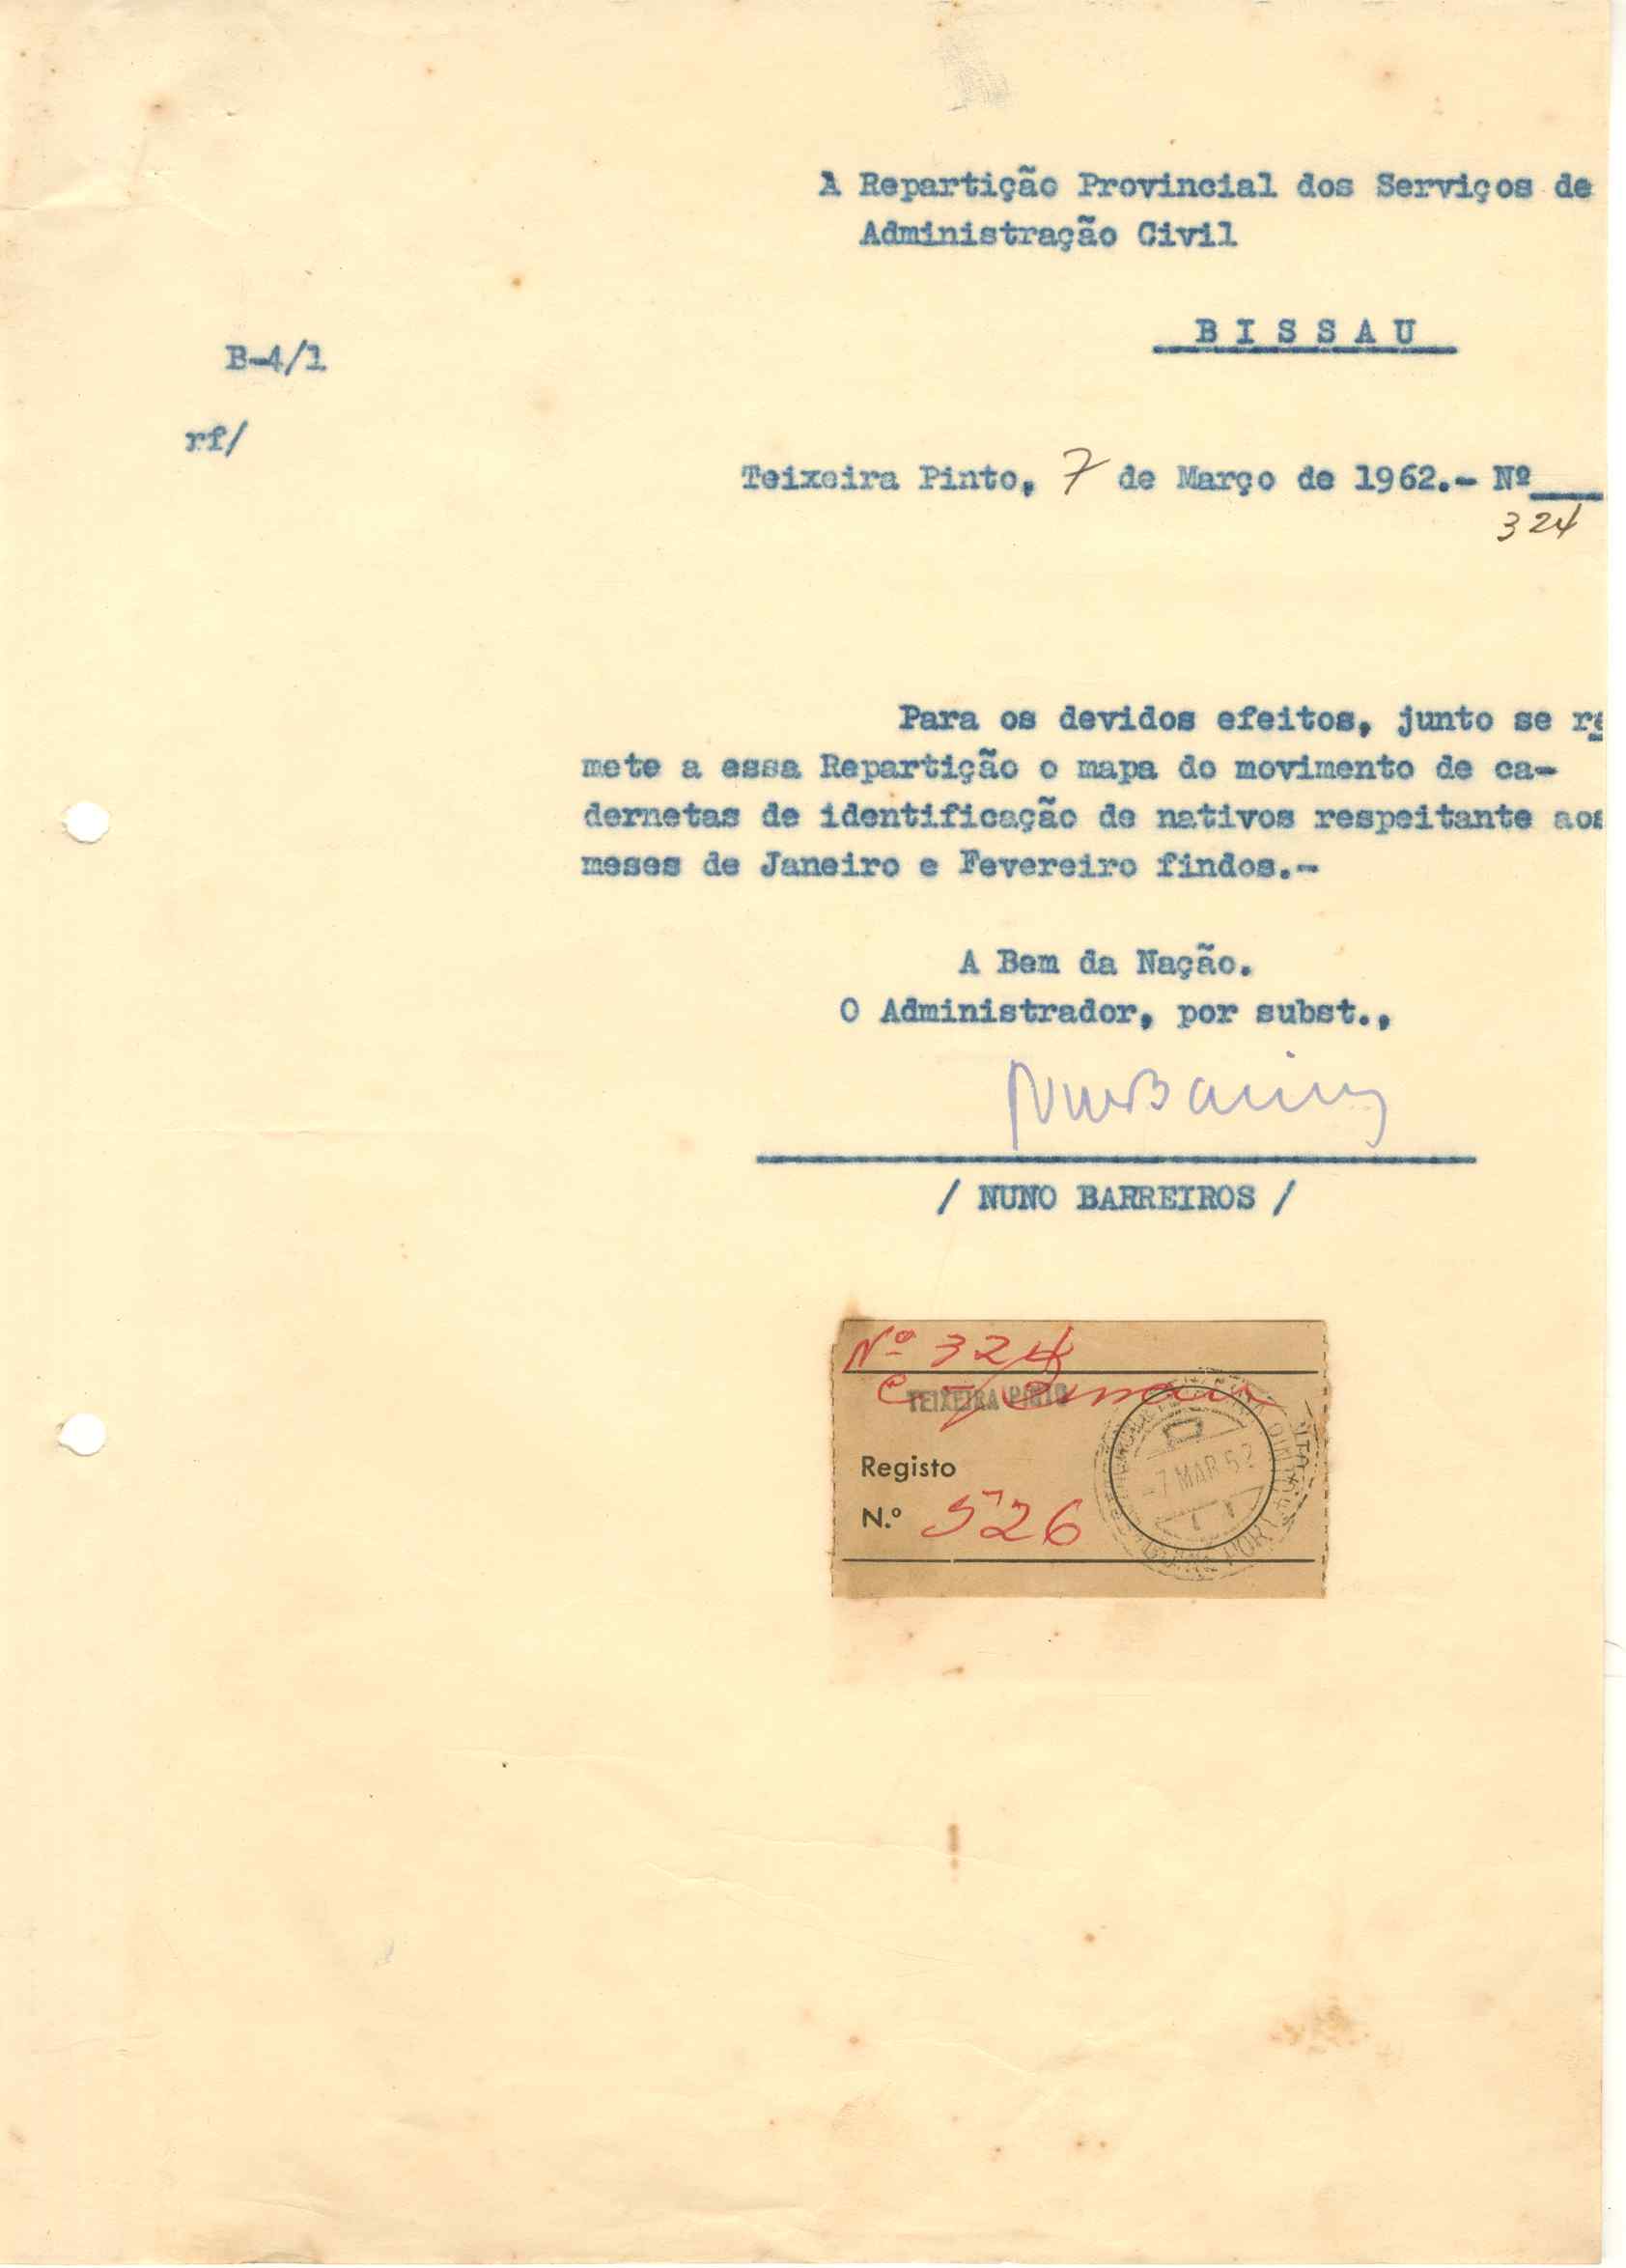 À Repartição Provincial dos Serviços de
Administração Civil
BISSAU
B-4/1
rf/
Teixeira Pinto, 7 de Março de 1962.- Nº
324
Para os devidos efeitos, junto se re
mete a essa Repartição o mapa do movimento de ca-
dernetas de identificação de nativos respeitante aos
meses de Janeiro e Fevereiro findos.-
A Bem da Nação.
O Administrador, por subst.,
/ NUNO BARREIROS /
Nº 324
TEIXEIRA PINTO
Registo
N.º 526
-7 MAR 62